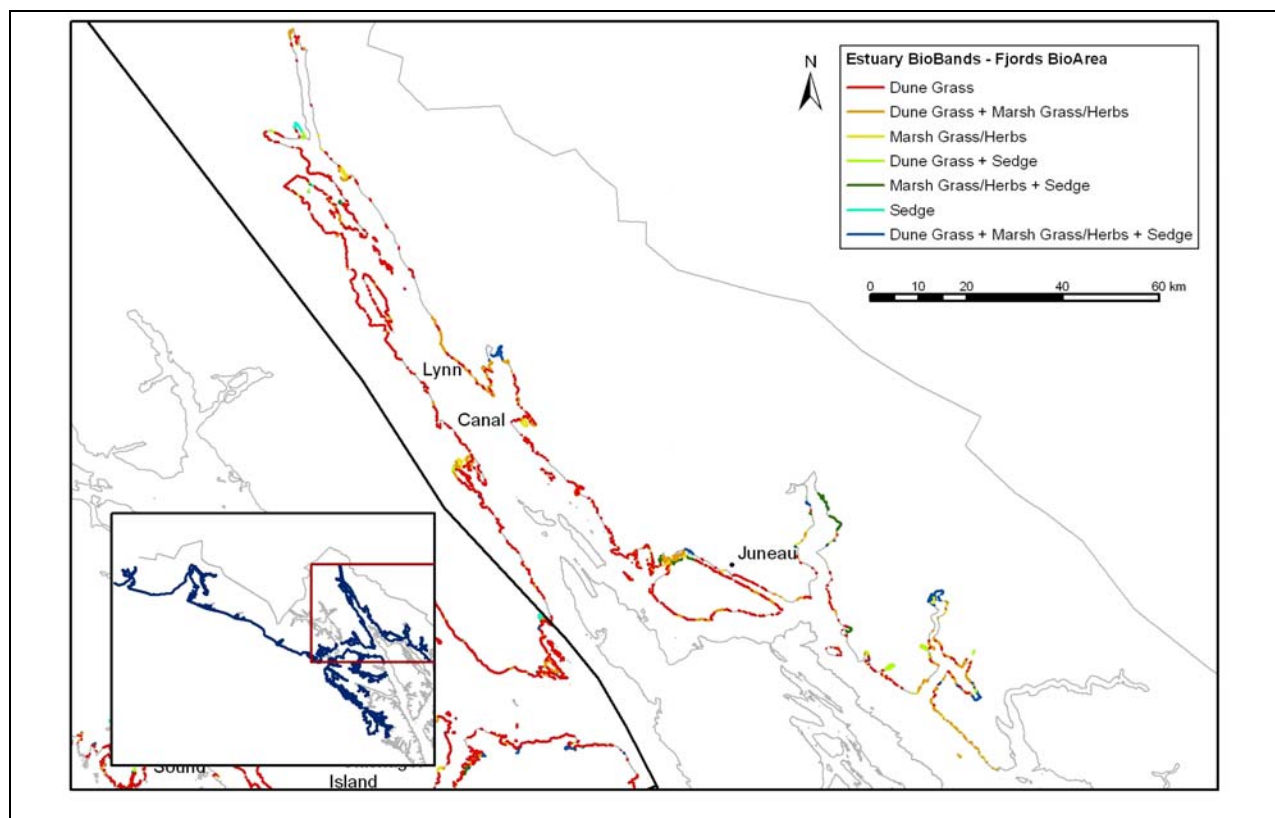 N
Estuary BioBands - Fjords BioArea
Dune Grass
Dune Grass + Marsh Grass/Herbs
Marsh Grass/Herbs
Dune Grass + Sedge
Marsh Grass/Herbs + Sedge
Sedge
Dune Grass + Marsh Grass/Herbs + Sedge
0 10 20 40 60 km
Lynn
Canal
Juneau
Sound
Island